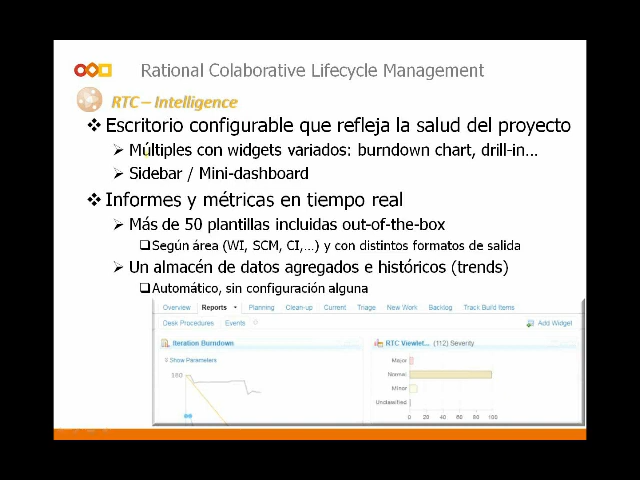 Rational Colaborative Lifecycle Management
RTC – Intelligence
❖ Escritorio configurable que refleja la salud del proyecto
➢ Múltiples con widgets variados: burndown chart, drill-in...
➢ Sidebar / Mini-dashboard
❖ Informes y métricas en tiempo real
➢ Más de 50 plantillas incluidas out-of-the-box
❑ Según área (WI, SCM, CI,...) y con distintos formatos de salida
➢ Un almacén de datos agregados e históricos (trends)
❑ Automático, sin configuración alguna
Overview Reports Planning Clean-up Current Triage New Work Backlog Track Build Items
Desk Procedures Events Add Widget
Iteration Burndown RTC Viewlet... (112) Severity
Show Parameters
Major
Normal
Minor
Unclassified
0 20 40 60 80 100